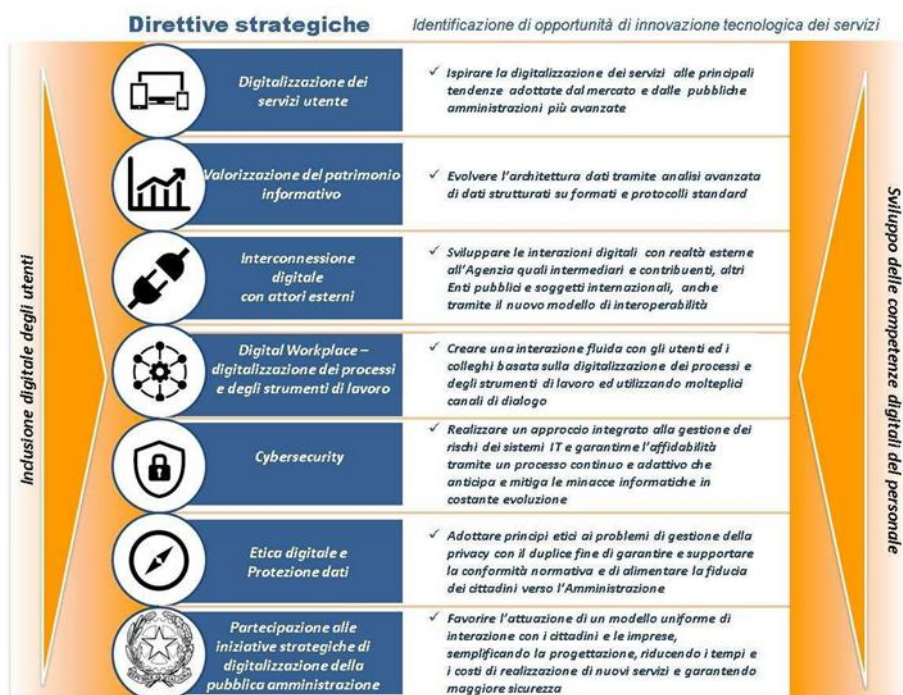 Direttive strategiche
Identificazione di opportunità di innovazione tecnologica dei servizi
Inclusione digitale degli utenti
Digitalizzazione dei
servizi utente
✓ Ispirare la digitalizzazione dei servizi alle principali
tendenze adottate dal mercato e dalle pubbliche
amministrazioni più avanzate
Valorizzazione del patrimonio
informativo
✓ Evolvere l'architettura dati tramite analisi avanzata
di dati strutturati su formati e protocolli standard
Interconnessione
digitale
con attori esterni
✓ Sviluppare le interazioni digitali con realtà esterne
all'Agenzia quali intermediari e contribuenti, altri
Enti pubblici e soggetti internazionali, anche
tramite il nuovo modello di interoperabilità
Digital Workplace –
digitalizzazione dei processi
e degli strumenti di lavoro
✓ Creare una interazione fluida con gli utenti ed i
colleghi basata sulla digitalizzazione dei processi e
degli strumenti di lavoro ed utilizzando molteplici
canali di dialogo
Cybersecurity
✓ Realizzare un approccio integrato alla gestione dei
rischi dei sistemi IT e garantirne l'affidabilità
tramite un processo continuo e adattivo che
anticipa e mitiga le minacce informatiche in
costante evoluzione
Etica digitale e
Protezione dati
✓ Adottare principi etici ai problemi di gestione della
privacy con il duplice fine di garantire e supportare
la conformità normativa e di alimentare la fiducia
dei cittadini verso l'Amministrazione
Partecipazione alle
iniziative strategiche di
digitalizzazione della
pubblica amministrazione
✓ Favorire l'attuazione di un modello uniforme di
interazione con i cittadini e le imprese,
semplificando la progettazione, riducendo i tempi e
i costi di realizzazione di nuovi servizi e garantendo
maggiore sicurezza
Sviluppo delle competenze digitali del personale